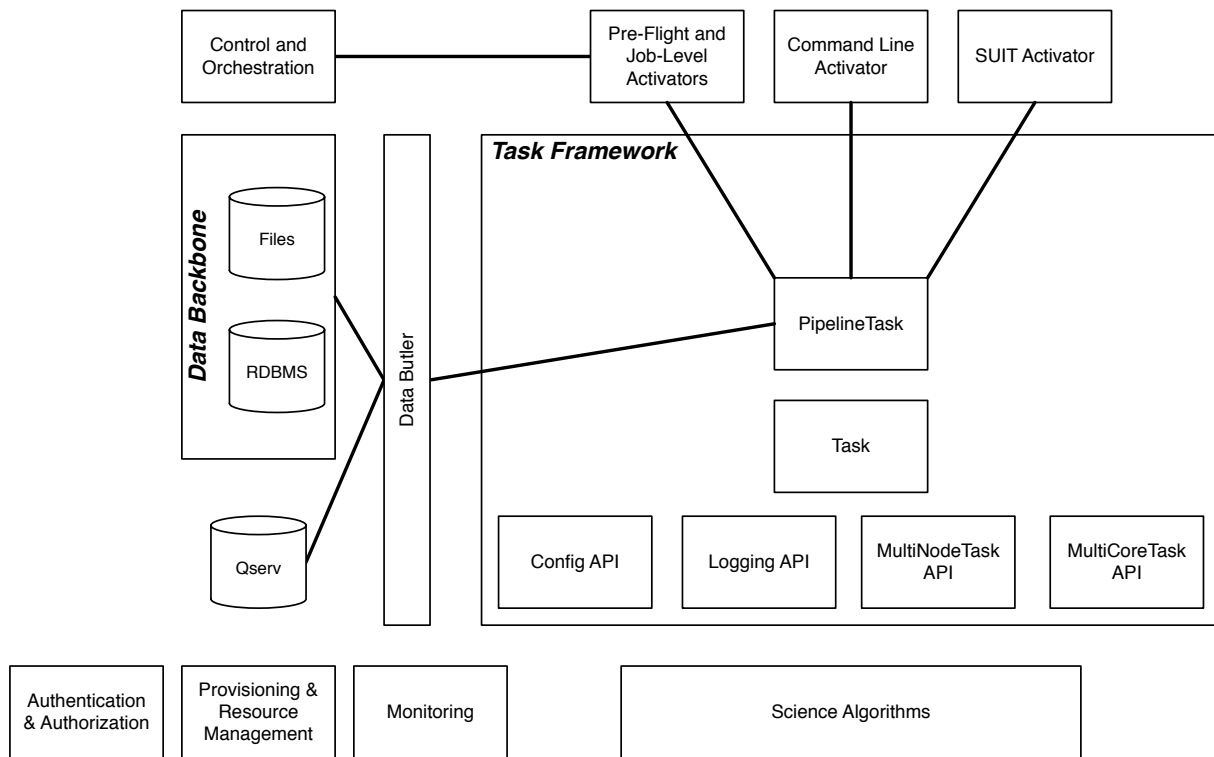 Control and
Orchestration
Pre-Flight and
Job-Level
Activators
Command Line
Activator
SUIT Activator
Data Backbone
Files
RDBMS
Qserv
Data Butler
Task Framework
PipelineTask
Task
Config API
Logging API
MultiNodeTask
API
MultiCoreTask
API
Authentication
& Authorization
Provisioning &
Resource
Management
Monitoring
Science Algorithms